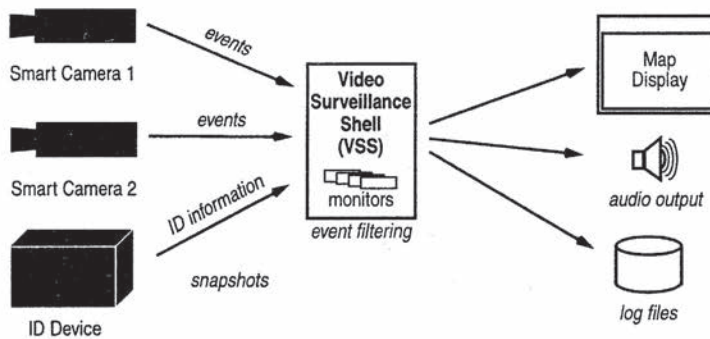 events
Smart Camera 1
events
Smart Camera 2
ID information
snapshots
ID Device
Video
Surveillance
Shell
(VSS)
monitors
event filtering
Map
Display
audio output
log files